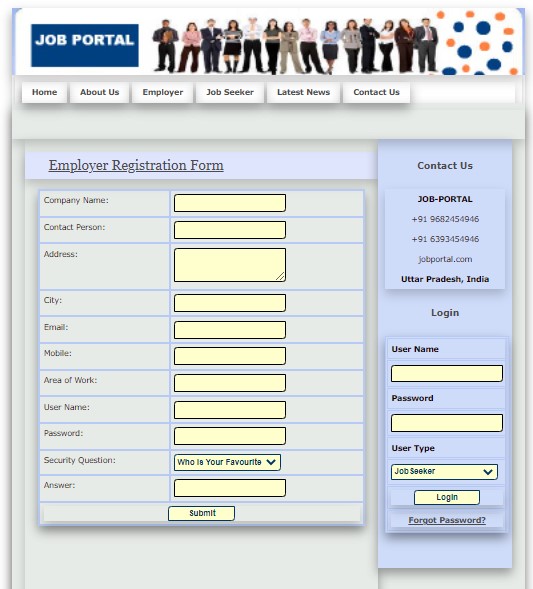 JOB PORTAL
Home About Us Employer Job Seeker Latest News Contact Us
Employer Registration Form
Company Name:
Contact Person:
Address:
City:
Email:
Mobile:
Area of Work:
User Name:
Password:
Security Question: Who Is Your Favourite
Answer:
Submit
Contact Us
JOB-PORTAL
+91 9682454946
+91 6393454946
jobportal.com
Uttar Pradesh, India
Login
User Name
Password
User Type
JobSeeker
Login
Forgot Password?